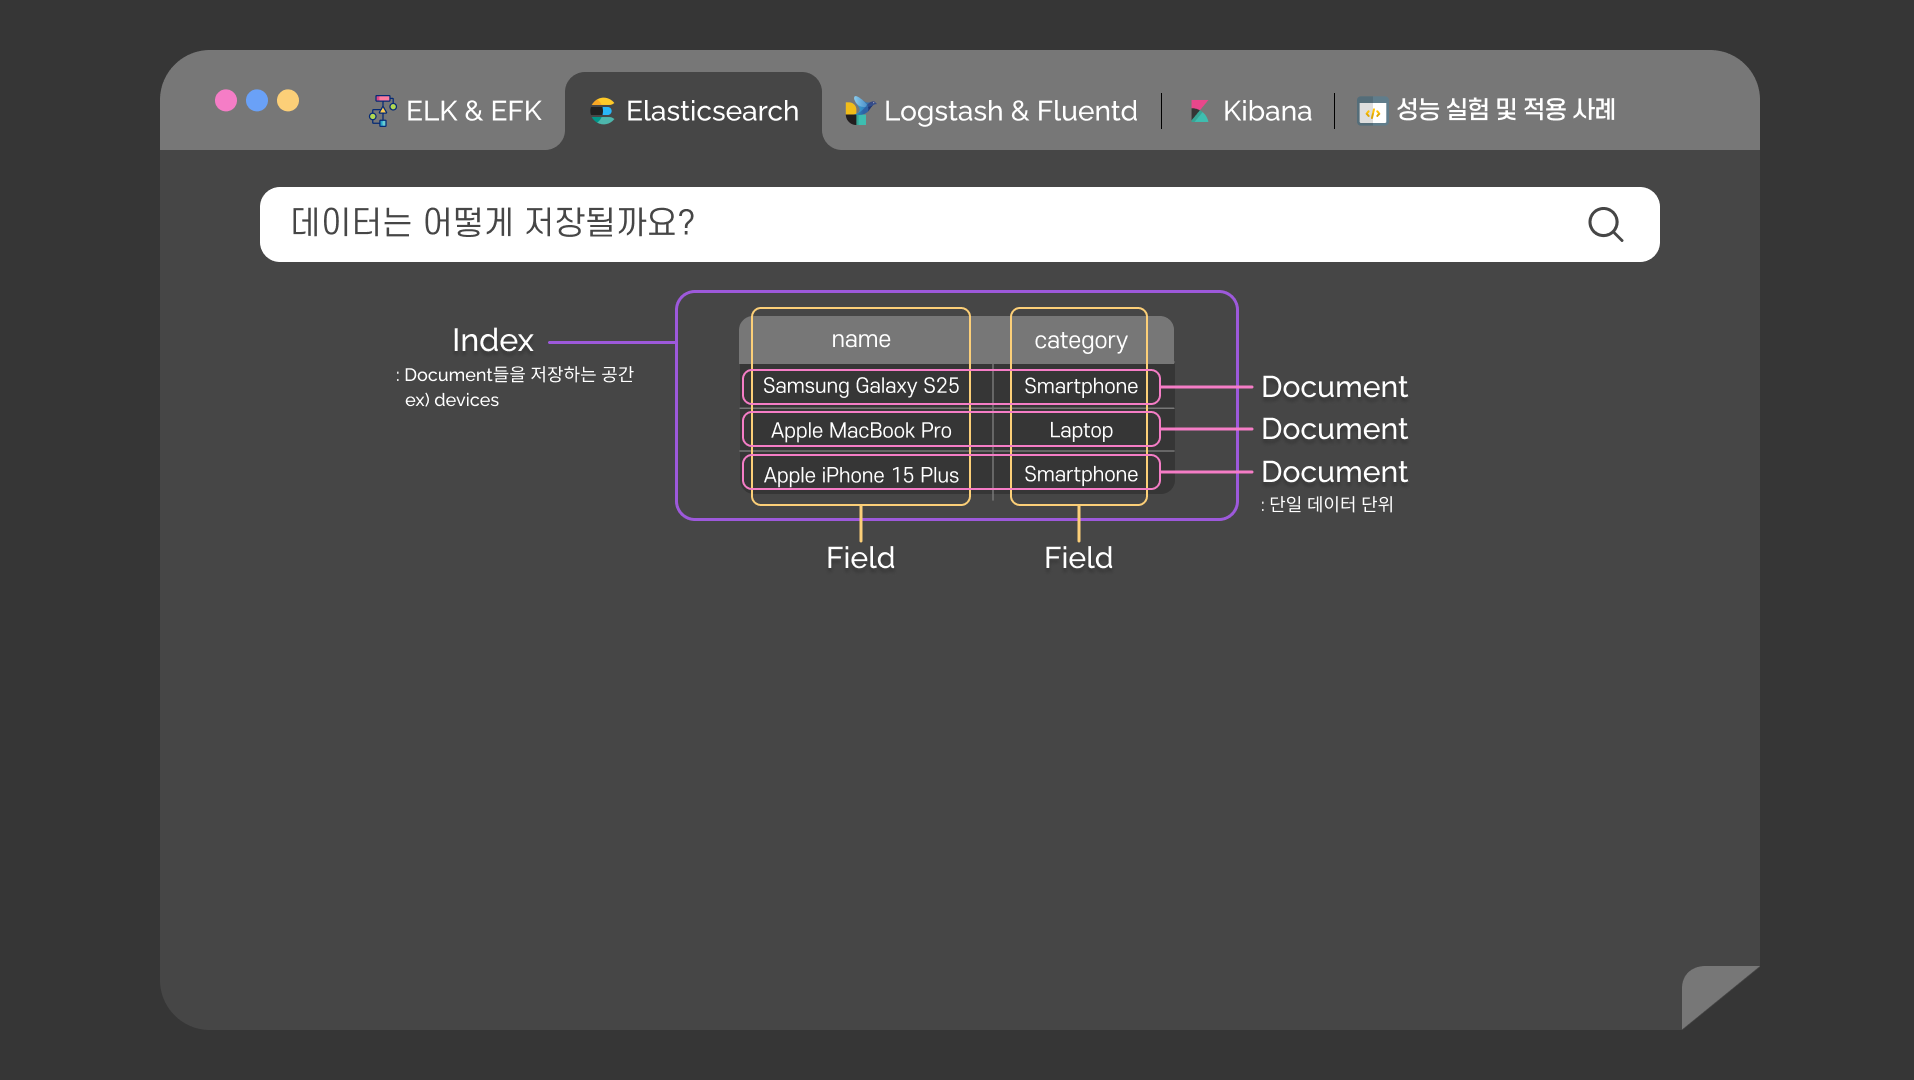 ELK & EFK
Elasticsearch
Logstash & Fluentd
Kibana
성능 실험 및 적용 사례
데이터는 어떻게 저장될까요?
Index
: Document들을 저장하는 공간
ex) devices
name category
Samsung Galaxy S25 Smartphone
Apple MacBook Pro Laptop
Apple iPhone 15 Plus Smartphone
Document
Document
Document
: 단일 데이터 단위
Field
Field